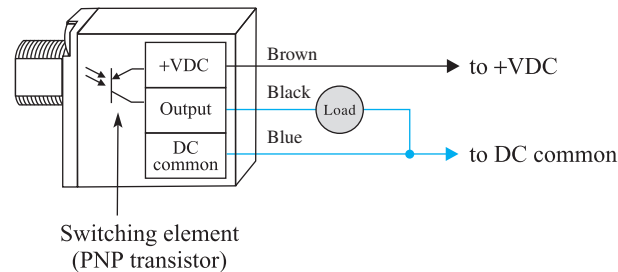 +VDC
Output
DC
common
Brown
to +VDC
Black
Load
Blue
to DC common
Switching element
(PNP transistor)